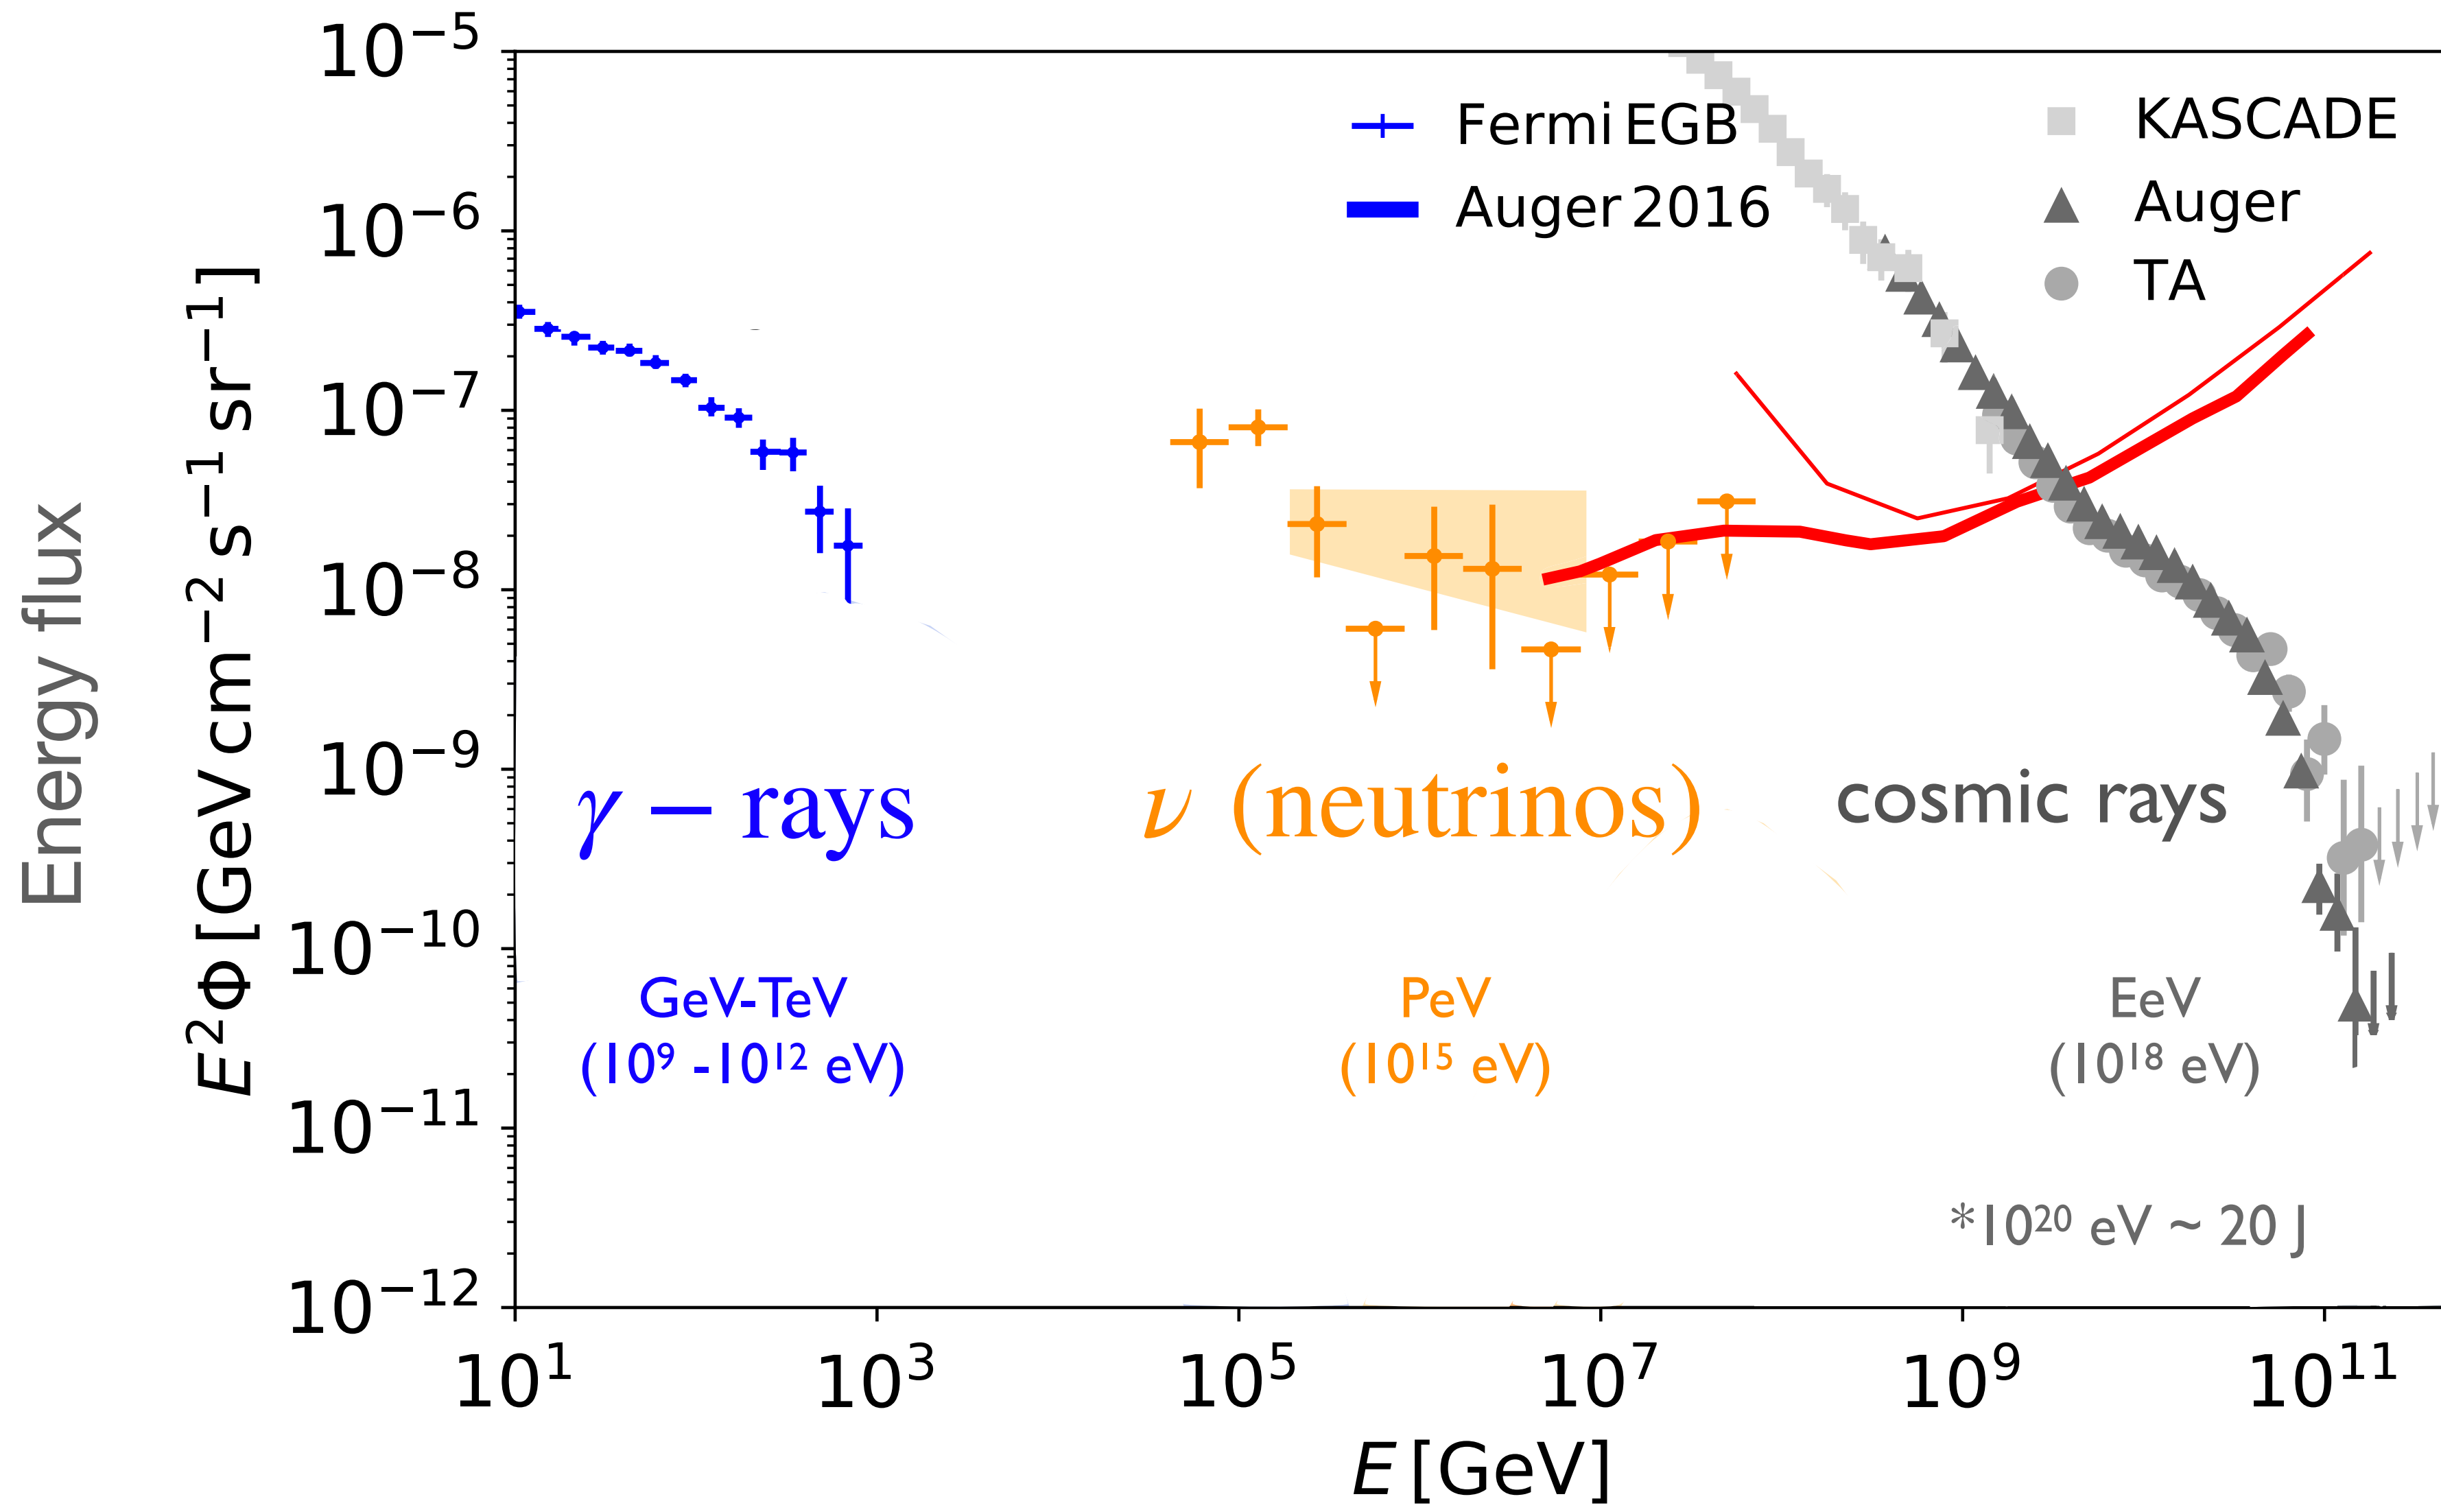 Energy flux
E²Φ [GeV cm⁻² s⁻¹ sr⁻¹]
10⁻⁵
10⁻⁶
10⁻⁷
10⁻⁸
10⁻⁹
10⁻¹⁰
10⁻¹¹
10⁻¹²
Fermi EGB
Auger 2016
KASCADE
Auger
TA
γ − rays
ν (neutrinos)
cosmic rays
GeV-TeV
(10⁹ -10¹² eV)
PeV
(10¹⁵ eV)
EeV
(10¹⁸ eV)
*10²⁰ eV ~ 20 J
10¹ 10³ 10⁵ 10⁷ 10⁹ 10¹¹
E [GeV]